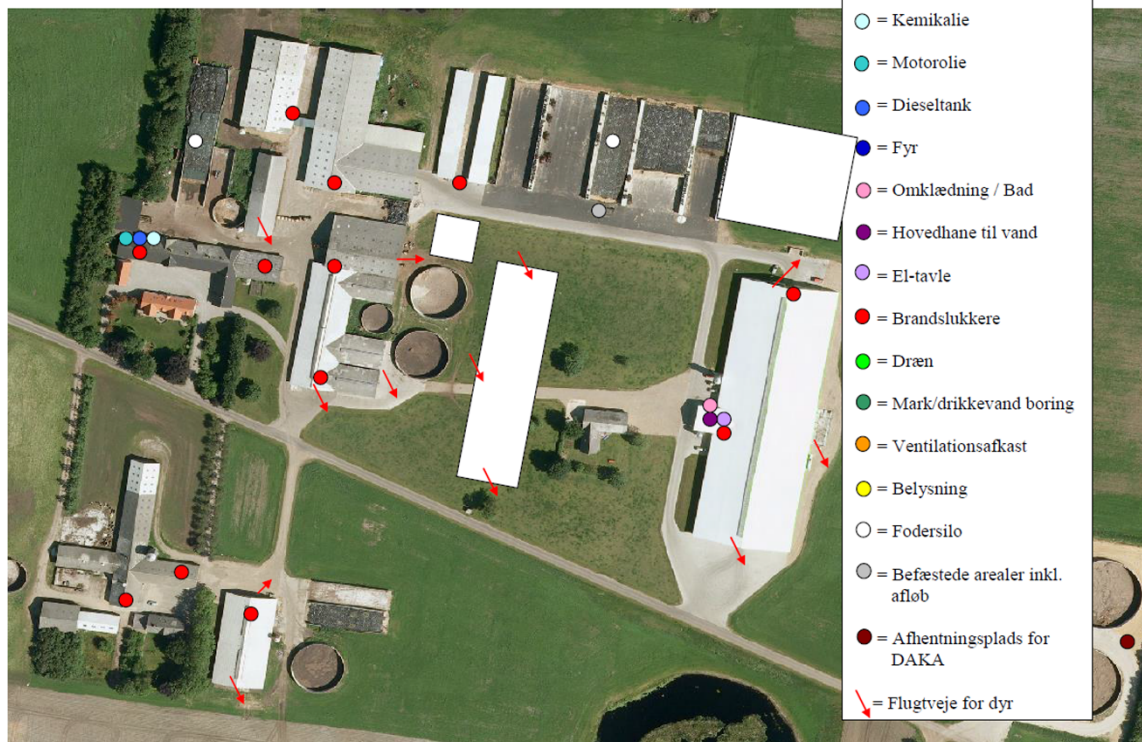 = Kemikalie
= Motorolie
= Dieseltank
= Fyr
= Omklædning / Bad
= Hovedhane til vand
= El-tavle
= Brandslukkere
= Dræn
= Mark/drikkevand boring
= Ventilationsafkast
= Belysning
= Fodersilo
= Befæstede arealer inkl.
afløb
= Afhentningsplads for
DAKA
= Flugtveje for dyr